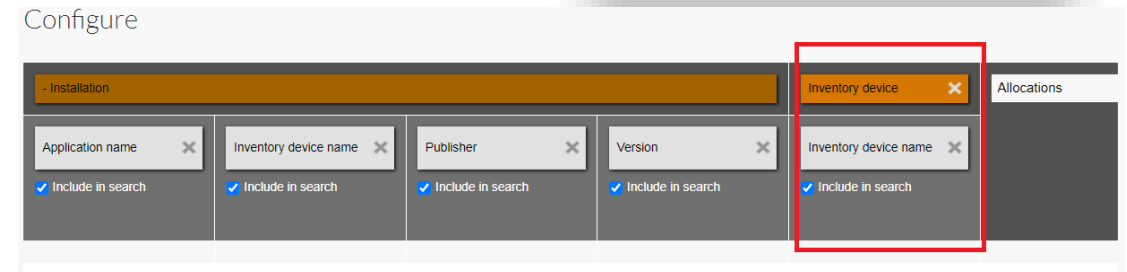 Configure
- Installation
Inventory device
Allocations
Application name
Inventory device name
Publisher
Version
Inventory device name
Include in search
Include in search
Include in search
Include in search
Include in search